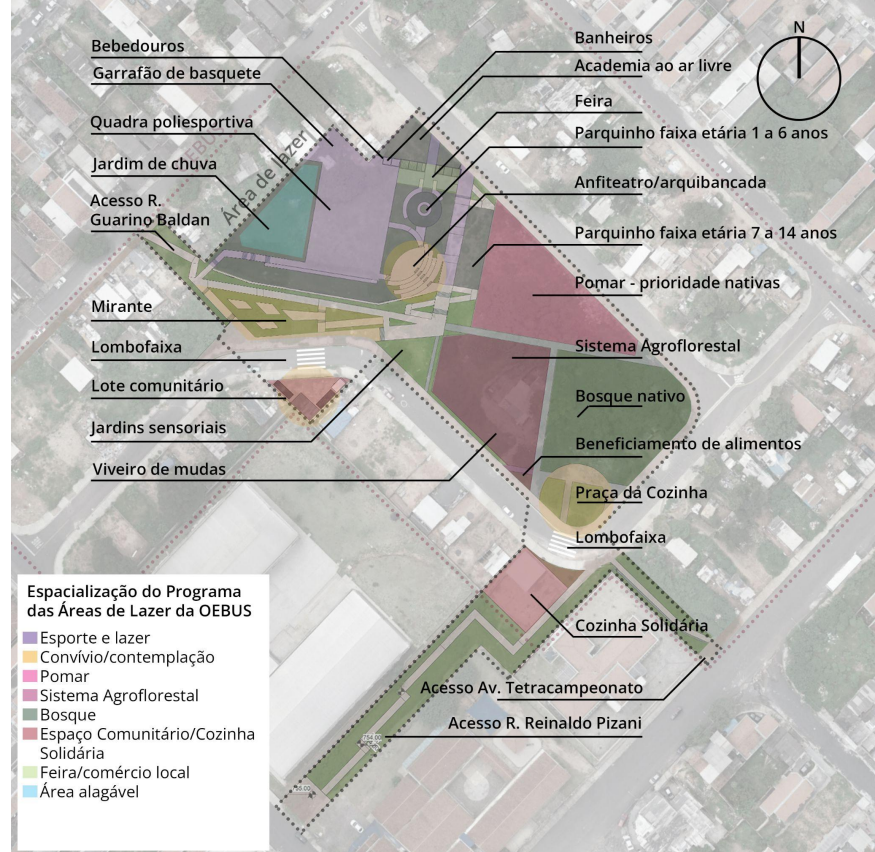 Bebedouros
Garrafão de basquete
Quadra poliesportiva
Jardim de chuva
Acesso R.
Guarino Baldan
Mirante
Lombofaixa
Lote comunitário
Jardins sensoriais
Viveiro de mudas
Área de lazer
N
Banheiros
Academia ao ar livre
Feira
Parquinho faixa etária 1 a 6 anos
Anfiteatro/arquibancada
Parquinho faixa etária 7 a 14 anos
Pomar - prioridade nativas
Sistema Agroflorestal
Bosque nativo
Beneficiamento de alimentos
Praça da Cozinha
Lombofaixa
Cozinha Solidária
Acesso Av. Tetracampeonato
Acesso R. Reinaldo Pizani
754.00
Espacialização do Programa
das Áreas de Lazer da OEBUS
Esporte e lazer
Convívio/contemplação
Pomar
Sistema Agroflorestal
Bosque
Espaço Comunitário/Cozinha
Solidária
Feira/comércio local
Área alagável